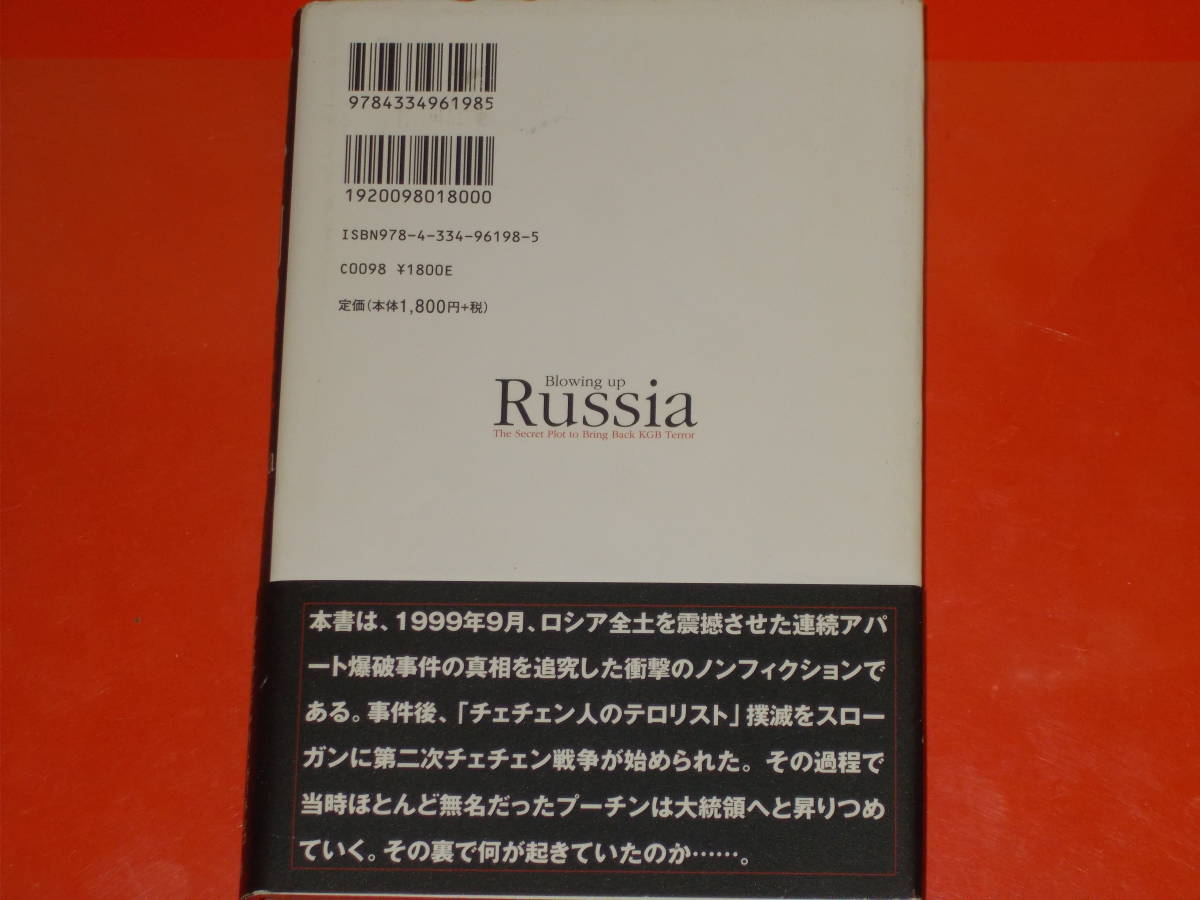 9784334961985
1920098018000
ISBN978-4-334-96198-5
C0098 ¥1800E
定価(本体1,800円+税)
Blowing up
Russia
The Secret Plot to Bring Back KGB Terror
本書は、1999年9月、ロシア全土を震撼させた連続アパ
ート爆破事件の真相を追究した衝撃のノンフィクションで
ある。事件後、「チェチェン人のテロリスト」撲滅をスロー
ガンに第二次チェチェン戦争が始められた。その過程で
当時ほとんど無名だったプーチンは大統領へと昇りつめ
ていく。その裏で何が起きていたのか……。